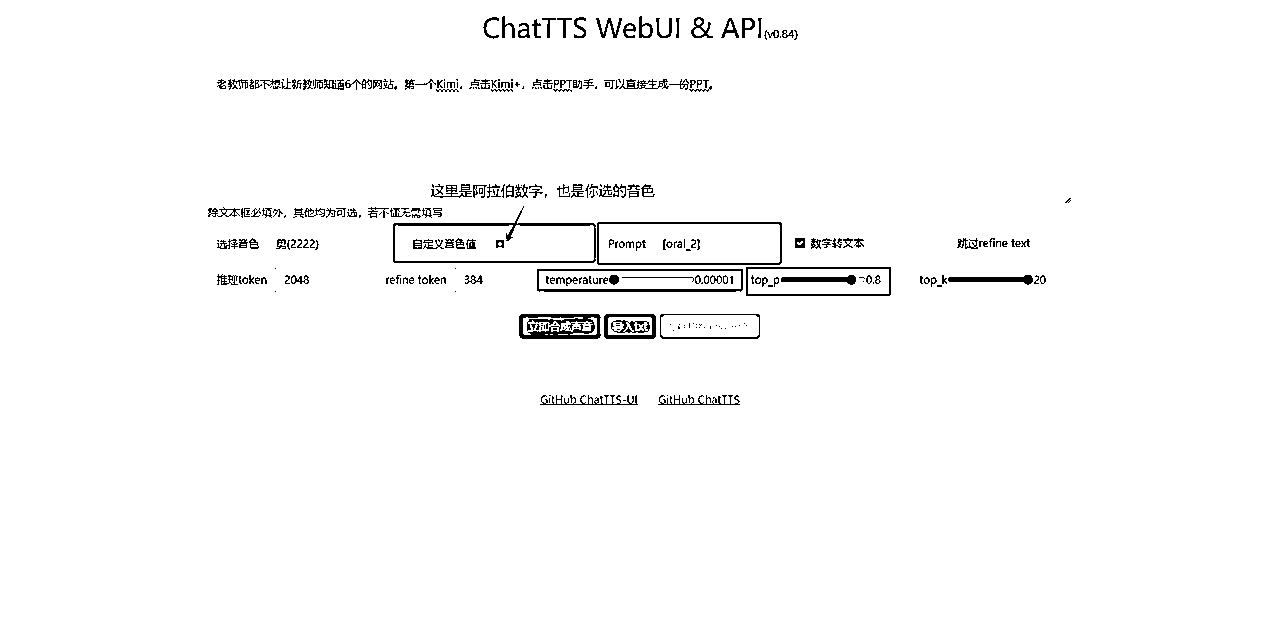 ChatTTS WebUI & API(v0.84)
老教师都不想让新教师知道6个的网站。第一个Kimi，点击Kimi+，点击PPT助手，可以直接生成一份PPT。
这里是阿拉伯数字，也是你选的音色
除文本框必填外，其他均为可选，若不懂无需填写
选择音色 男(2222) 自定义音色值 Prompt [oral_2] 数字转文本 跳过refine text
推理token 2048 refine token 384 temperature 0.00001 top_p 0.8 top_k 20
立即合成声音 导入txt
GitHub ChatTTS-UI GitHub ChatTTS